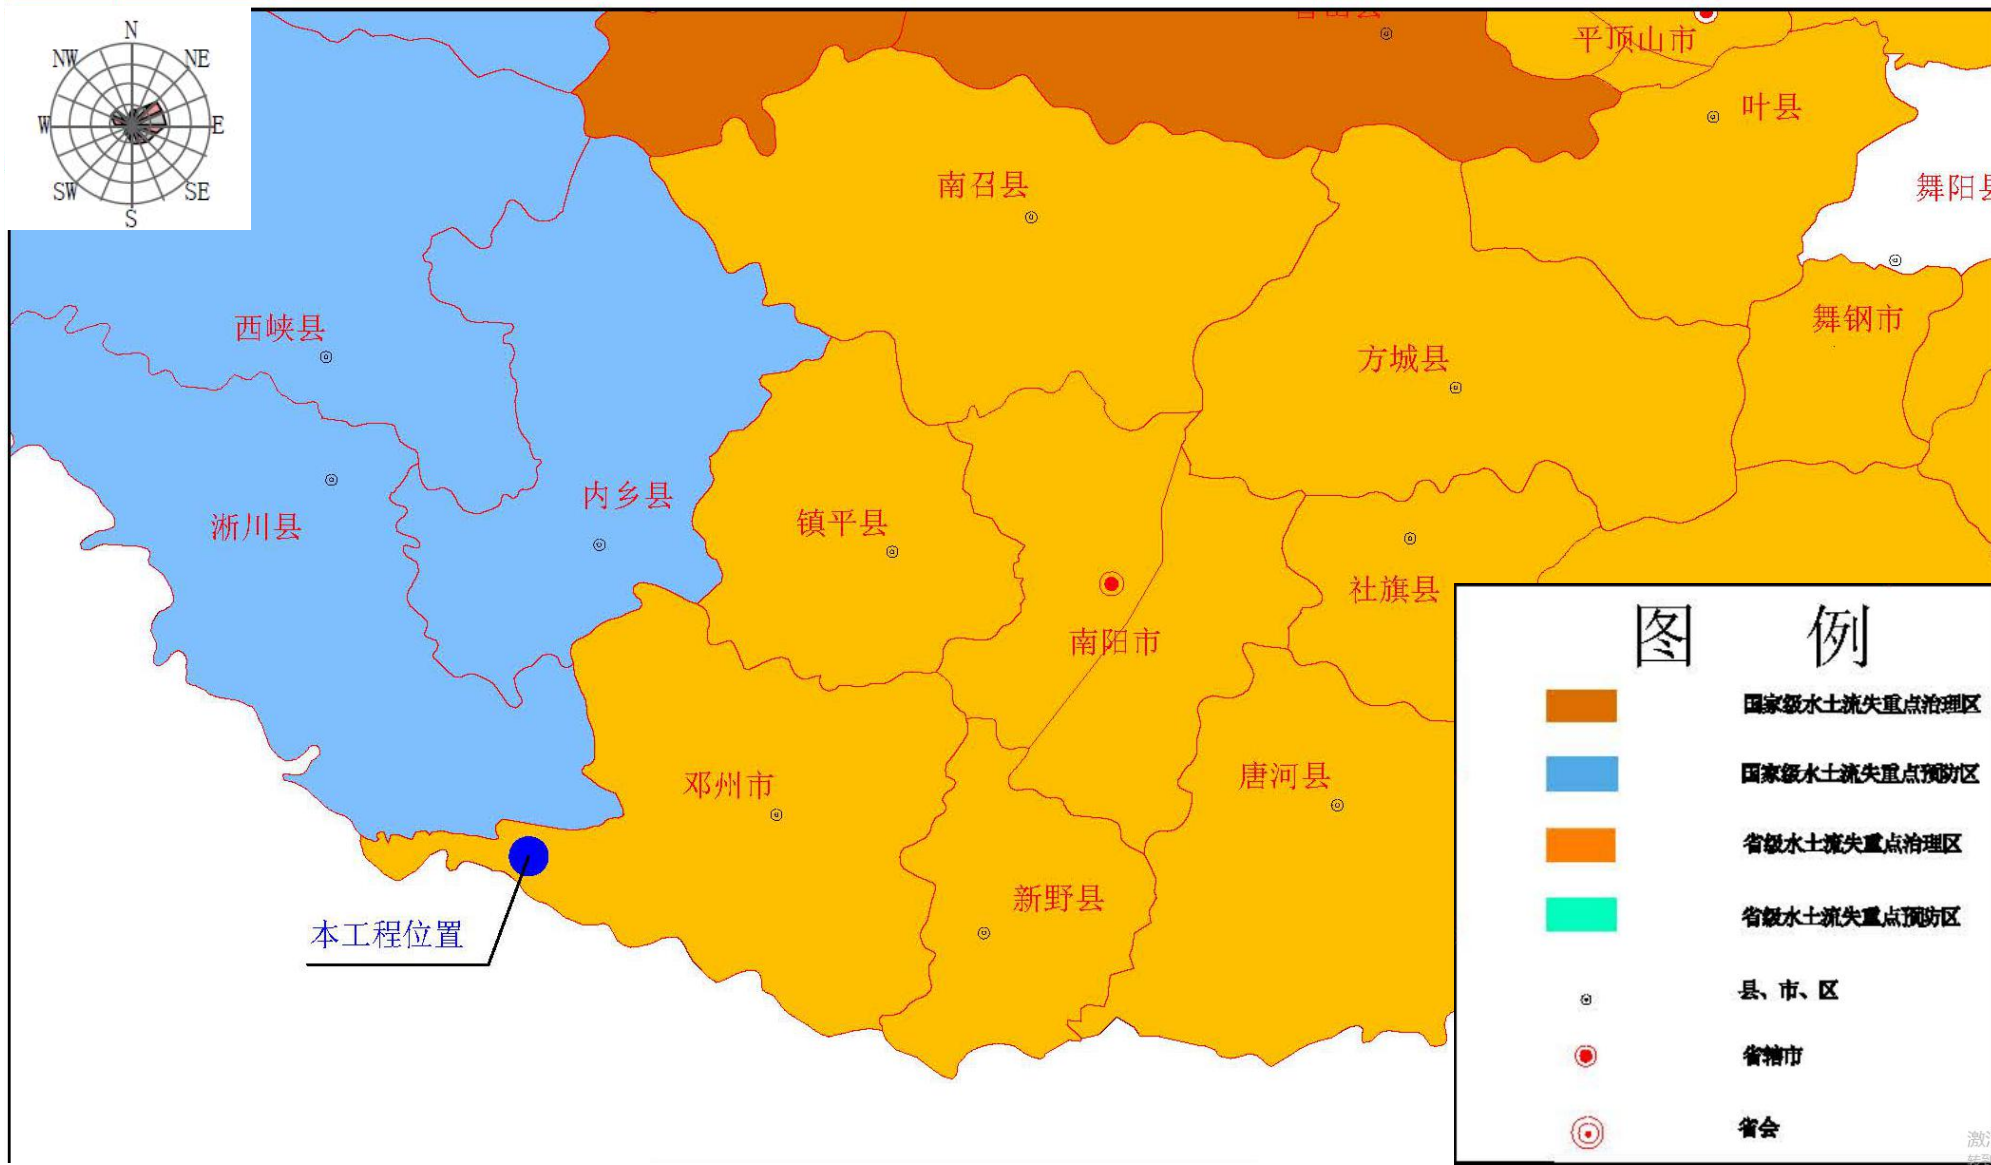 N
NW
NE
W
E
SW
SE
S
平顶山市
叶县
南召县
舞阳县
西峡县
舞钢市
方城县
内乡县
镇平县
淅川县
社旗县
南阳市
邓州市
唐河县
新野县
本工程位置
图 例
国家级水土流失重点治理区
国家级水土流失重点预防区
省级水土流失重点治理区
省级水土流失重点预防区
县、市、区
省辖市
省会